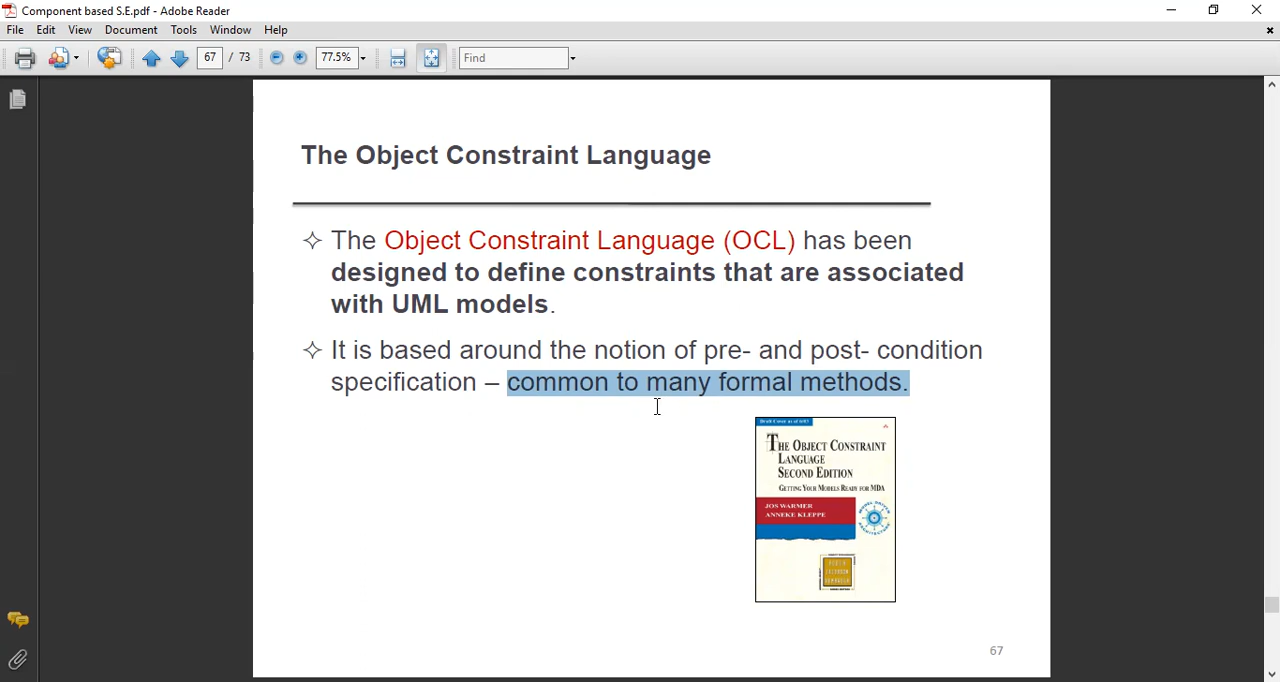 Component based S.E.pdf - Adobe Reader
File Edit View Document Tools Window Help
67 / 73 77.5% Find
The Object Constraint Language
The Object Constraint Language (OCL) has been
designed to define constraints that are associated
with UML models.
It is based around the notion of pre- and post- condition
specification – common to many formal methods.
THE OBJECT CONSTRAINT
LANGUAGE
SECOND EDITION
GETTING YOUR MODELS READY FOR MDA
JOS WARMER
ANNEKE KLEPPE
67